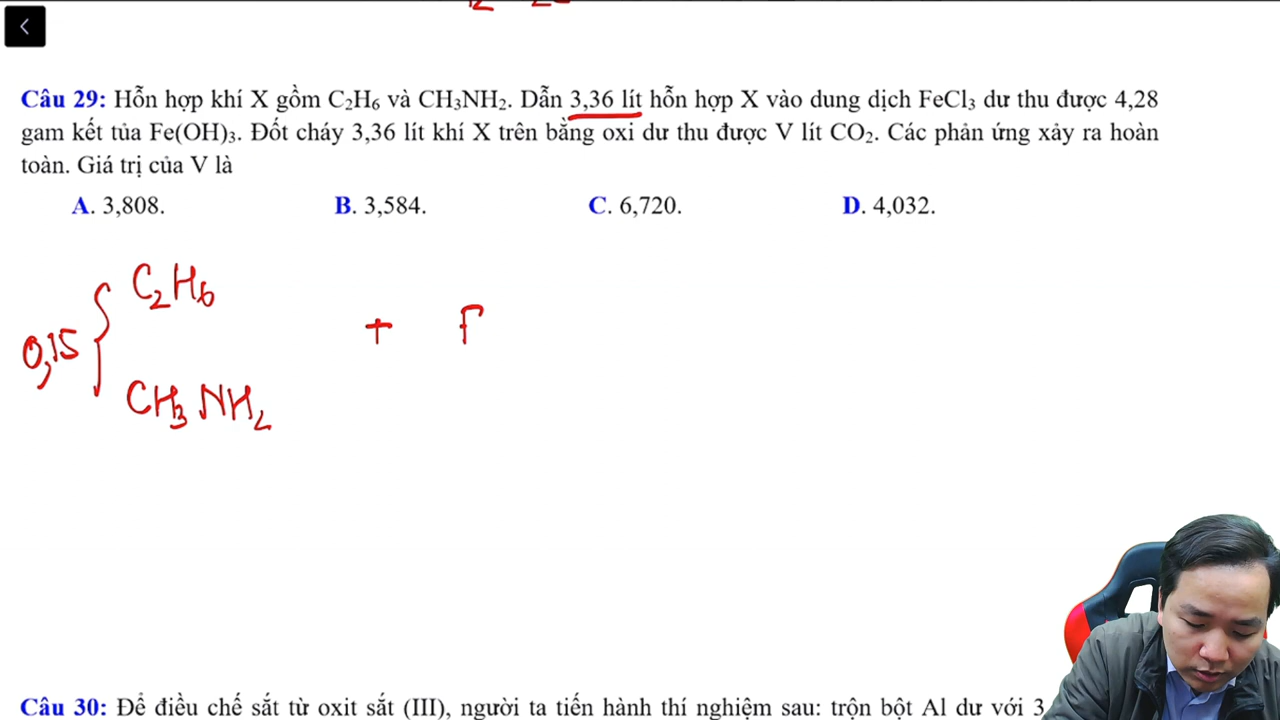 Câu 29: Hỗn hợp khí X gồm C₂H₆ và CH₃NH₂. Dẫn 3,36 lít hỗn hợp X vào dung dịch FeCl₃ dư thu được 4,28
gam kết tủa Fe(OH)₃. Đốt cháy 3,36 lít khí X trên bằng oxi dư thu được V lít CO₂. Các phản ứng xảy ra hoàn
toàn. Giá trị của V là
A. 3,808. B. 3,584. C. 6,720. D. 4,032.
C₂H₆
0,15 { + F
CH₃NH₂
Câu 30: Để điều chế sắt từ oxit sắt (III), người ta tiến hành thí nghiệm sau: trộn bột Al dư với 3